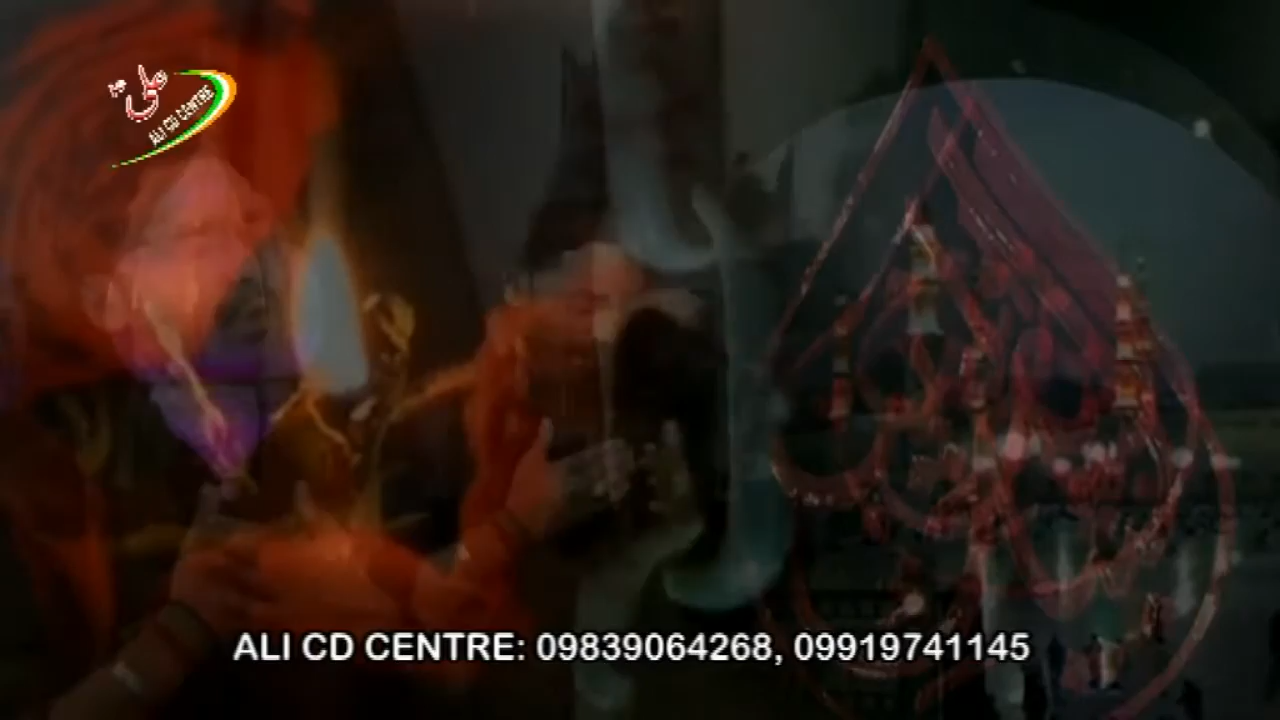 علی
ALI CD CENTRE
ALI CD CENTRE: 09839064268, 09919741145